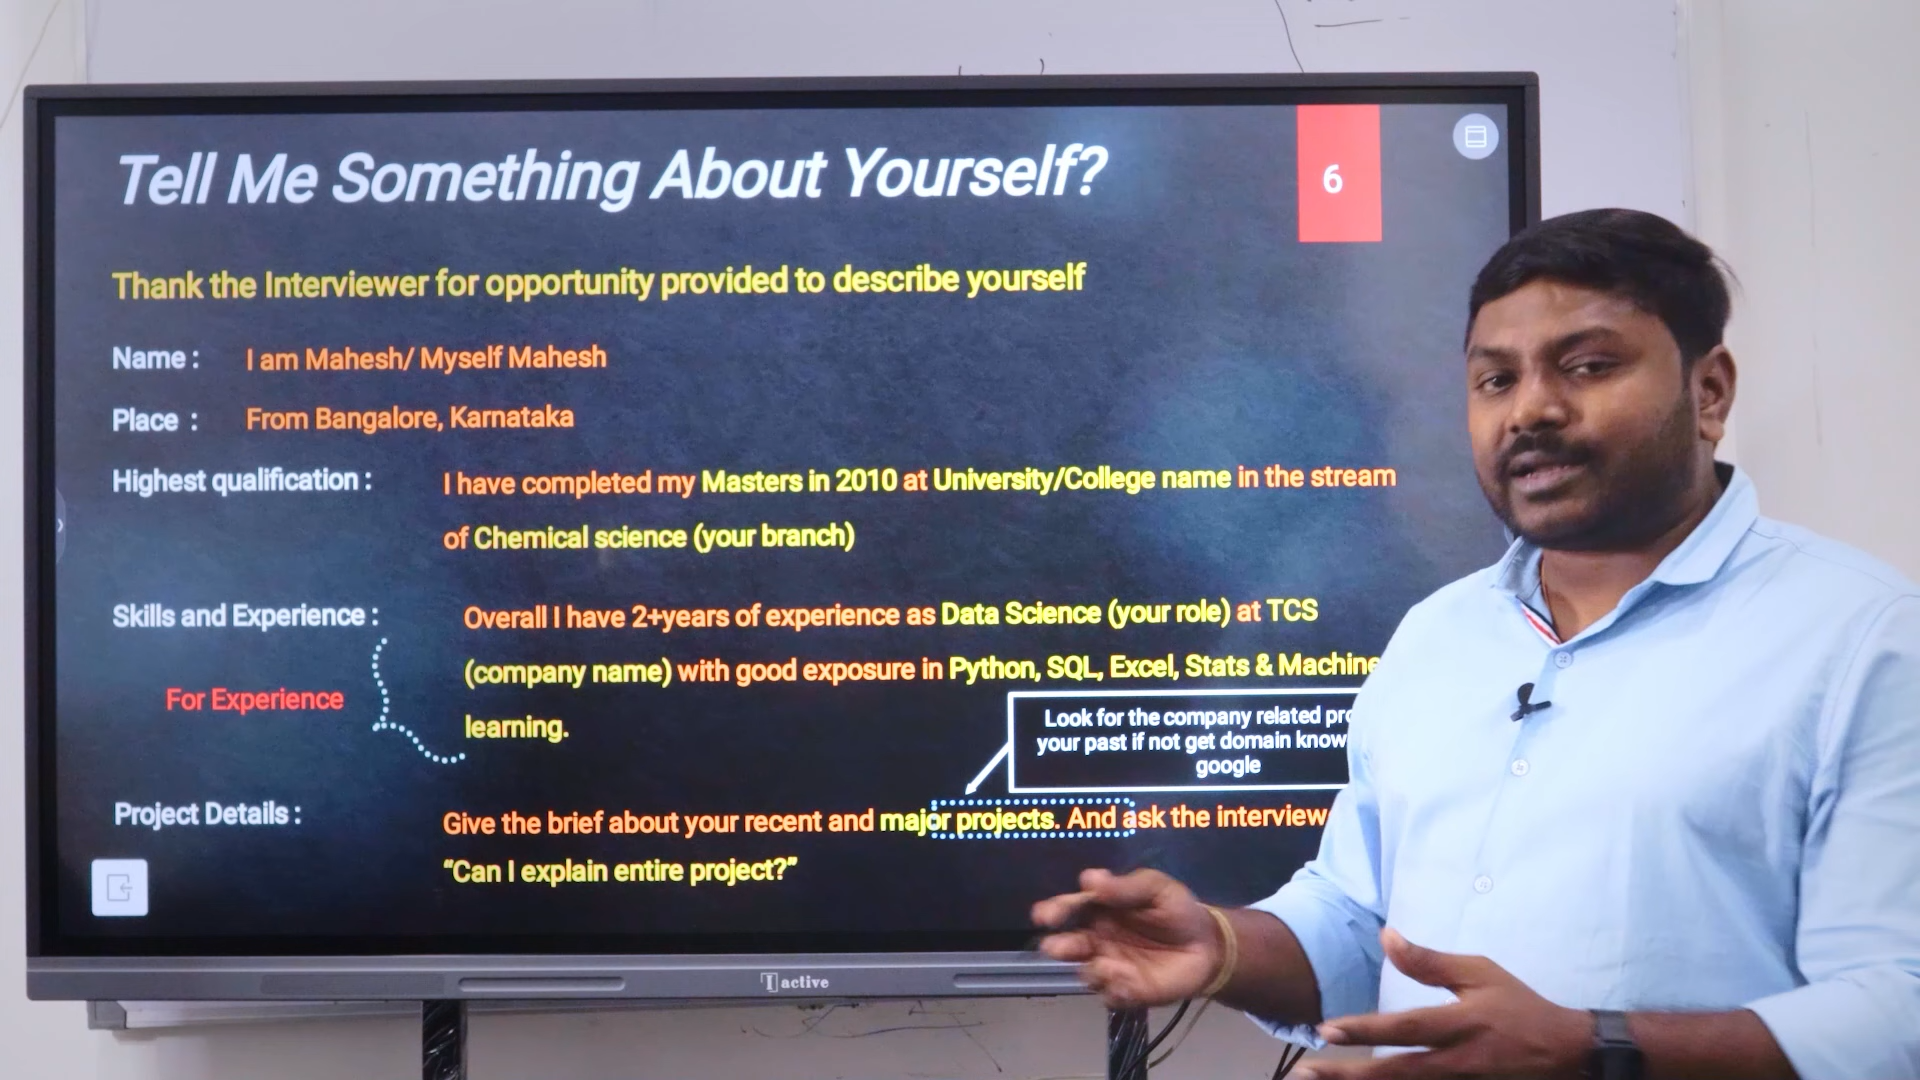 Tell Me Something About Yourself?
6
Thank the Interviewer for opportunity provided to describe yourself
Name : I am Mahesh/ Myself Mahesh
Place : From Bangalore, Karnataka
Highest qualification : I have completed my Masters in 2010 at University/College name in the stream
of Chemical science (your branch)
Skills and Experience : Overall I have 2+years of experience as Data Science (your role) at TCS
(company name) with good exposure in Python, SQL, Excel, Stats & Machine
For Experience
learning.
Look for the company related
your past if not get domain
google
Project Details : Give the brief about your recent and major projects. And ask the
“Can I explain entire project?”
Iactive